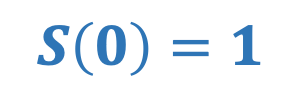 S(0) = 1